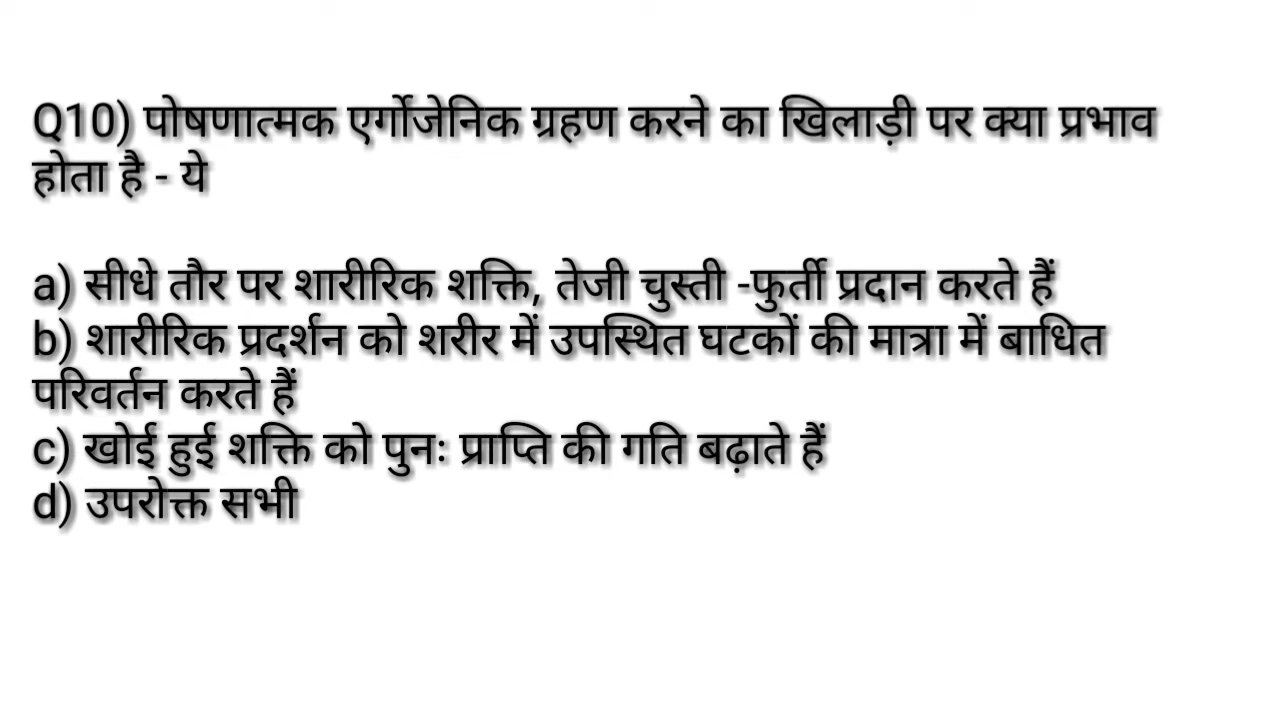 Q10) पोषणात्मक एर्गोजेनिक ग्रहण करने का खिलाड़ी पर क्या प्रभाव
होता है - ये
a) सीधे तौर पर शारीरिक शक्ति, तेजी चुस्ती -फुर्ती प्रदान करते हैं
b) शारीरिक प्रदर्शन को शरीर में उपस्थित घटकों की मात्रा में बाधित
परिवर्तन करते हैं
c) खोई हुई शक्ति को पुनः प्राप्ति की गति बढ़ाते हैं
d) उपरोक्त सभी